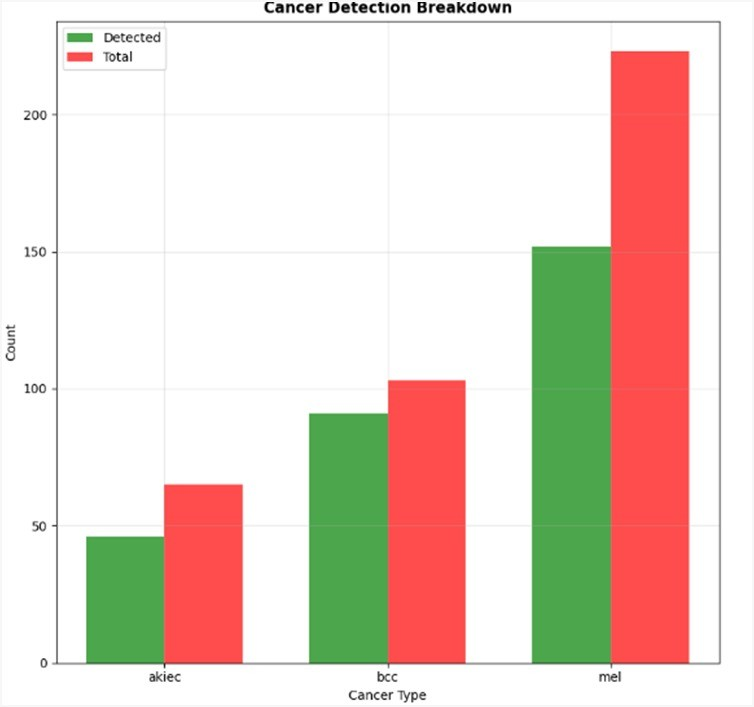 Cancer Detection Breakdown
Detected
Total
200
150
100
50
0
Count
akiec bcc mel
Cancer Type